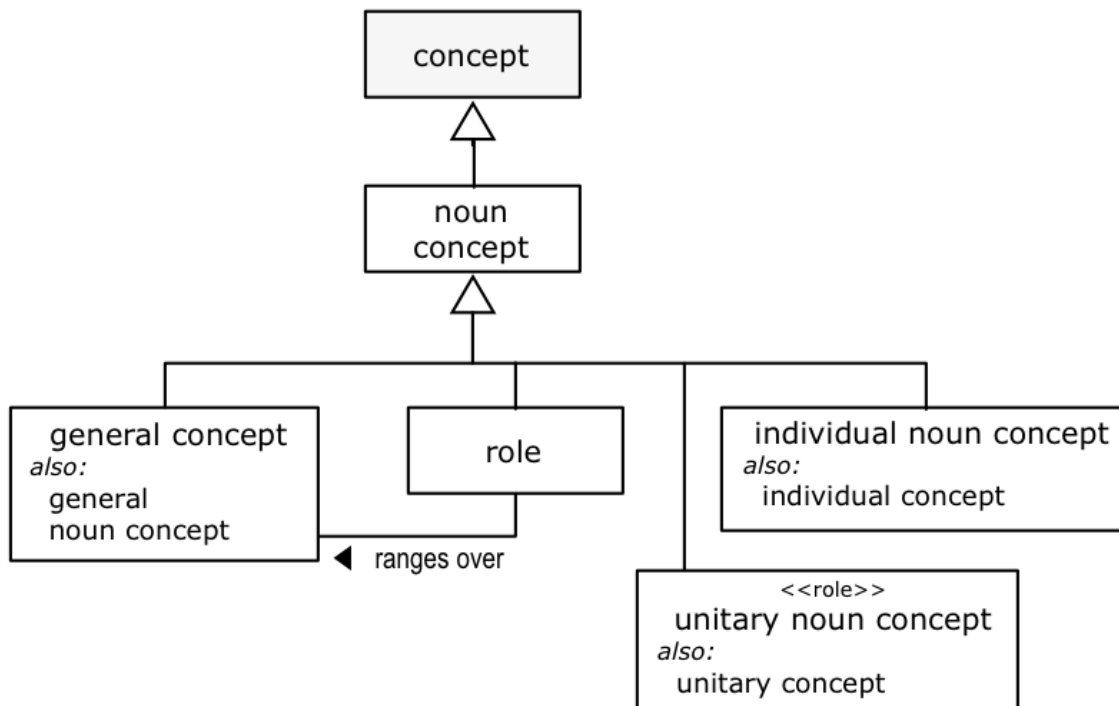 concept
noun
concept
general concept
also:
general
noun concept
role
individual noun concept
also:
individual concept
◀ ranges over
<<role>>
unitary noun concept
also:
unitary concept